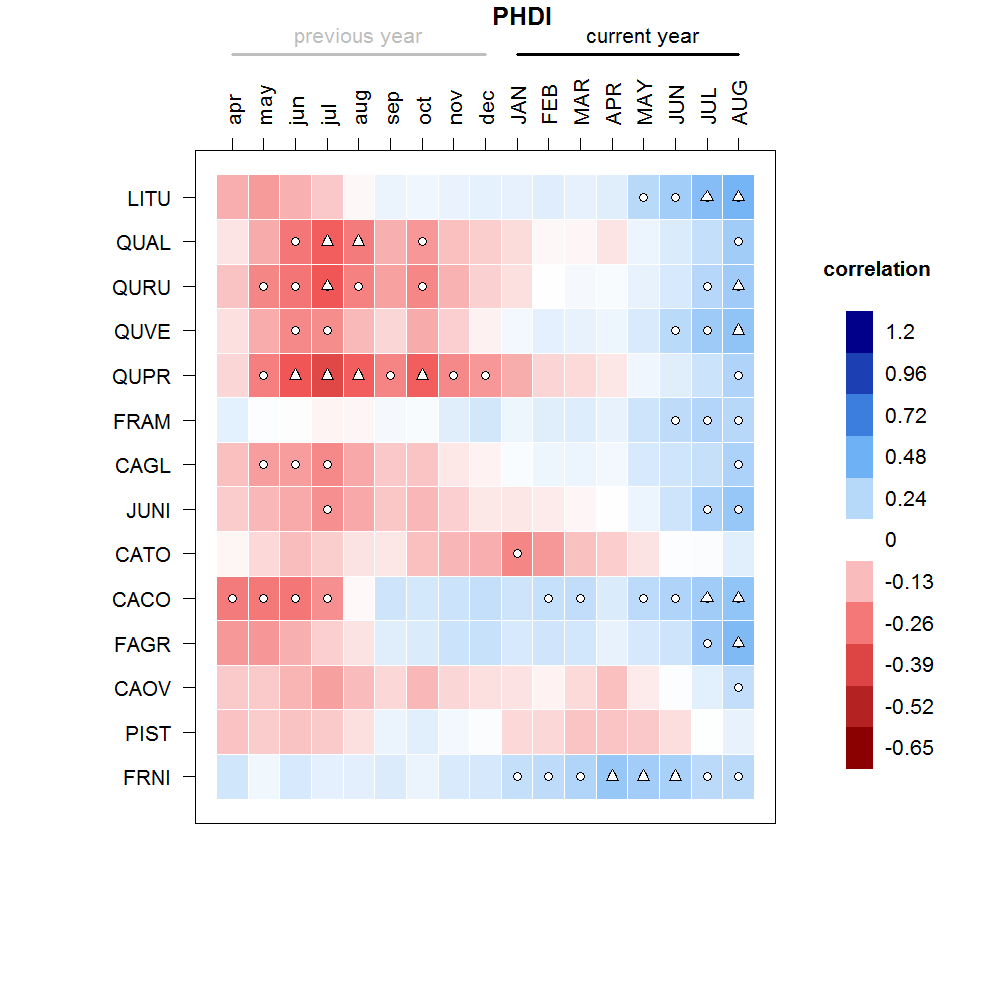 PHDI
previous year current year
apr may jun jul aug sep oct nov dec JAN FEB MAR APR MAY JUN JUL AUG
LITU
QUAL
QURU
QUVE
QUPR
FRAM
CAGL
JUNI
CATO
CACO
FAGR
CAOV
PIST
FRNI
correlation
1.2
0.96
0.72
0.48
0.24
0
-0.13
-0.26
-0.39
-0.52
-0.65